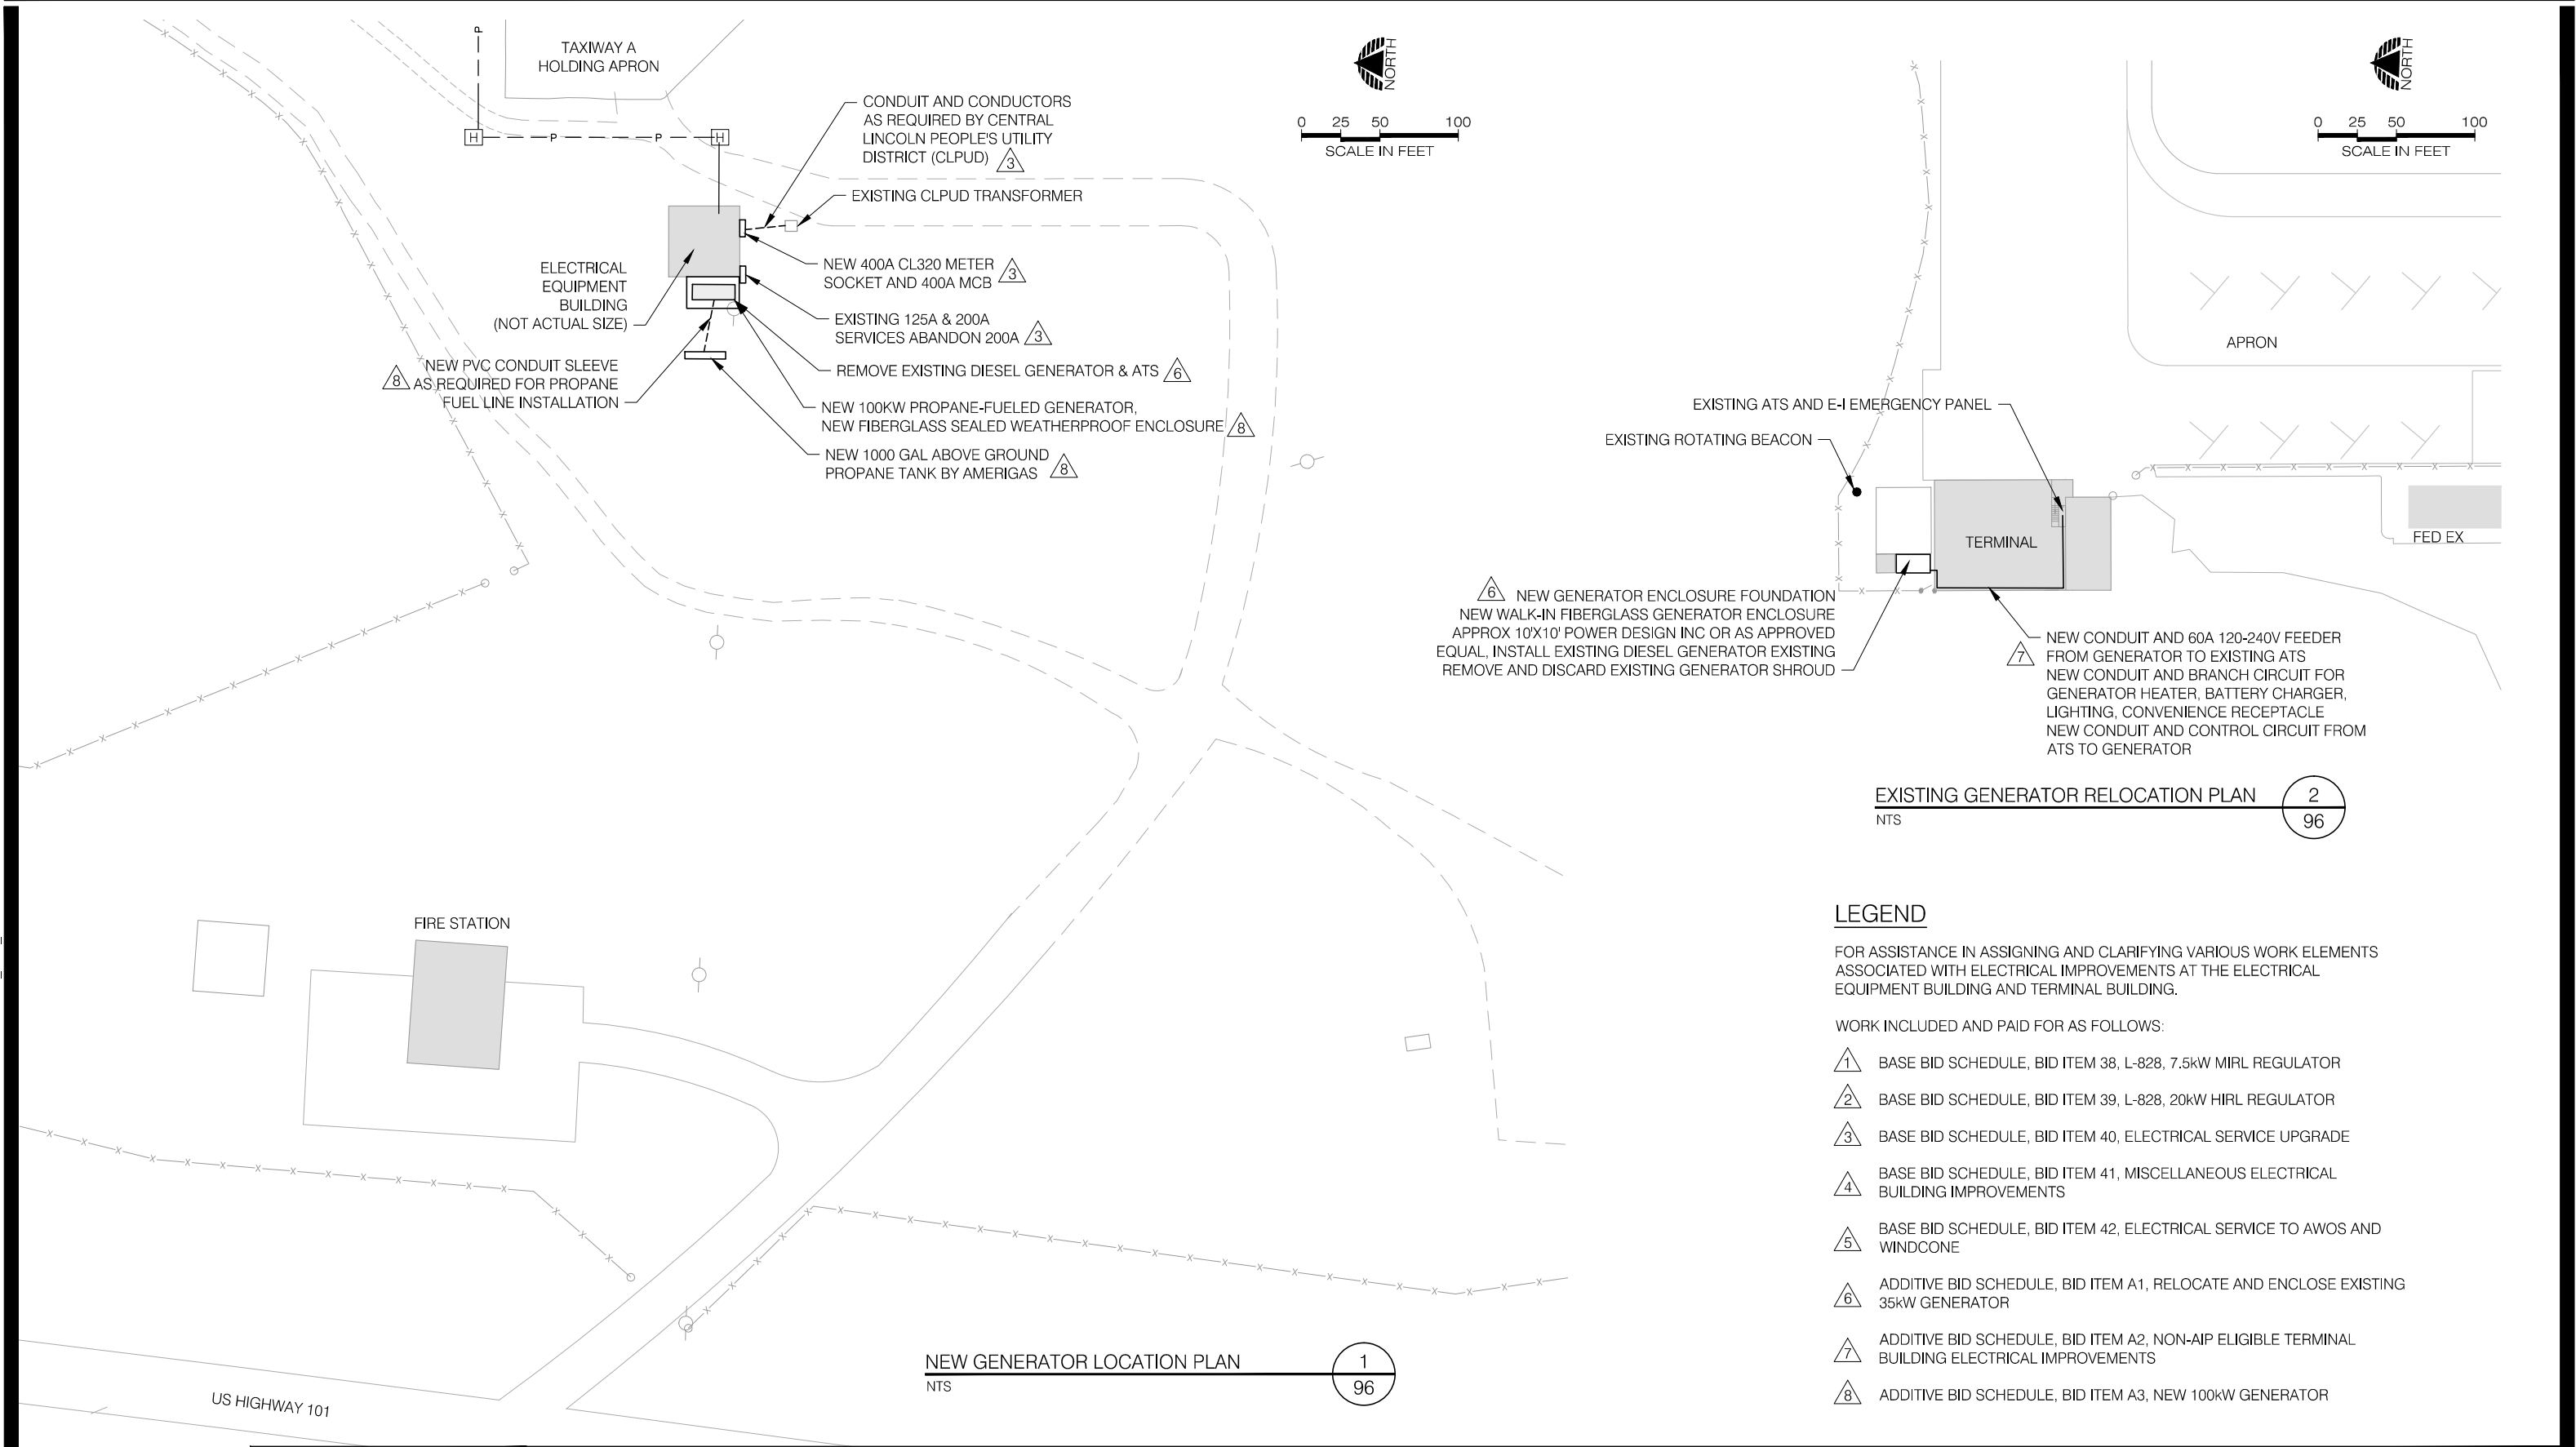 TAXIWAY A
HOLDING APRON
P
H
P
P
H
CONDUIT AND CONDUCTORS
AS REQUIRED BY CENTRAL
LINCOLN PEOPLE'S UTILITY
DISTRICT (CLPUD) 3
EXISTING CLPUD TRANSFORMER
NEW 400A CL320 METER
SOCKET AND 400A MCB 3
EXISTING 125A & 200A
SERVICES ABANDON 200A 3
REMOVE EXISTING DIESEL GENERATOR & ATS 6
NEW 100KW PROPANE-FUELED GENERATOR,
NEW FIBERGLASS SEALED WEATHERPROOF ENCLOSURE 8
NEW 1000 GAL ABOVE GROUND
PROPANE TANK BY AMERIGAS 8
ELECTRICAL
EQUIPMENT
BUILDING
(NOT ACTUAL SIZE)
NEW PVC CONDUIT SLEEVE
8 AS REQUIRED FOR PROPANE
FUEL LINE INSTALLATION
NORTH
0 25 50 100
SCALE IN FEET
FIRE STATION
US HIGHWAY 101
NEW GENERATOR LOCATION PLAN
NTS
1
96
NORTH
0 25 50 100
SCALE IN FEET
APRON
EXISTING ATS AND E-I EMERGENCY PANEL
EXISTING ROTATING BEACON
TERMINAL
FED EX
6 NEW GENERATOR ENCLOSURE FOUNDATION
NEW WALK-IN FIBERGLASS GENERATOR ENCLOSURE
APPROX 10'X10' POWER DESIGN INC OR AS APPROVED
EQUAL, INSTALL EXISTING DIESEL GENERATOR EXISTING
REMOVE AND DISCARD EXISTING GENERATOR SHROUD
NEW CONDUIT AND 60A 120-240V FEEDER
7 FROM GENERATOR TO EXISTING ATS
NEW CONDUIT AND BRANCH CIRCUIT FOR
GENERATOR HEATER, BATTERY CHARGER,
LIGHTING, CONVENIENCE RECEPTACLE
NEW CONDUIT AND CONTROL CIRCUIT FROM
ATS TO GENERATOR
EXISTING GENERATOR RELOCATION PLAN
NTS
2
96
LEGEND
FOR ASSISTANCE IN ASSIGNING AND CLARIFYING VARIOUS WORK ELEMENTS
ASSOCIATED WITH ELECTRICAL IMPROVEMENTS AT THE ELECTRICAL
EQUIPMENT BUILDING AND TERMINAL BUILDING.
WORK INCLUDED AND PAID FOR AS FOLLOWS:
1 BASE BID SCHEDULE, BID ITEM 38, L-828, 7.5kW MIRL REGULATOR
2 BASE BID SCHEDULE, BID ITEM 39, L-828, 20kW HIRL REGULATOR
3 BASE BID SCHEDULE, BID ITEM 40, ELECTRICAL SERVICE UPGRADE
4 BASE BID SCHEDULE, BID ITEM 41, MISCELLANEOUS ELECTRICAL
BUILDING IMPROVEMENTS
5 BASE BID SCHEDULE, BID ITEM 42, ELECTRICAL SERVICE TO AWOS AND
WINDCONE
6 ADDITIVE BID SCHEDULE, BID ITEM A1, RELOCATE AND ENCLOSE EXISTING
35kW GENERATOR
7 ADDITIVE BID SCHEDULE, BID ITEM A2, NON-AIP ELIGIBLE TERMINAL
BUILDING ELECTRICAL IMPROVEMENTS
8 ADDITIVE BID SCHEDULE, BID ITEM A3, NEW 100kW GENERATOR